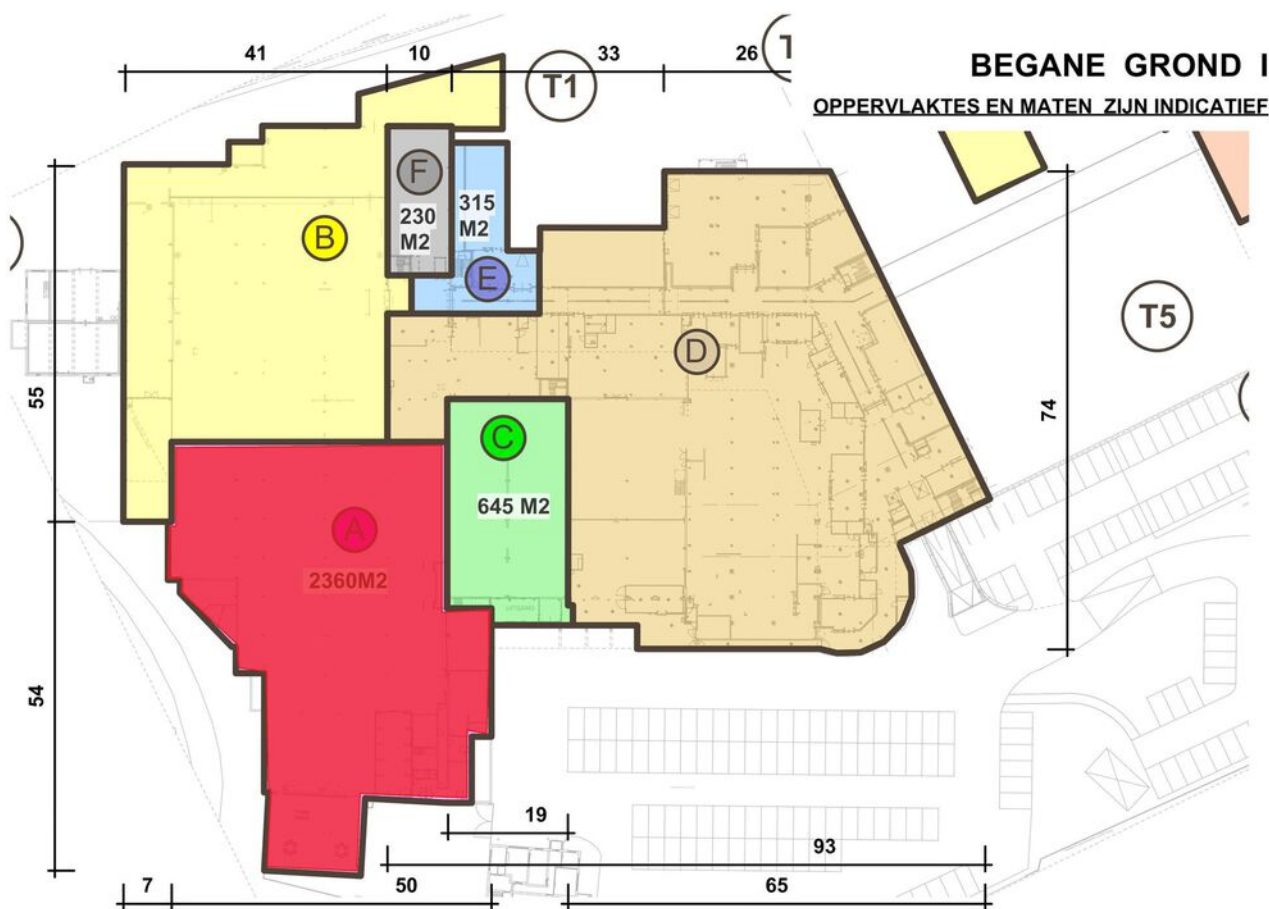 41
10
33
26
T1
BEGANE GROND I
OPPERVLAKTES EN MATEN ZIJN INDICATIEF
F
230
M2
315
M2
B
E
T5
D
55
74
C
645 M2
A
2360M2
UITGANG
54
19
93
7
50
65